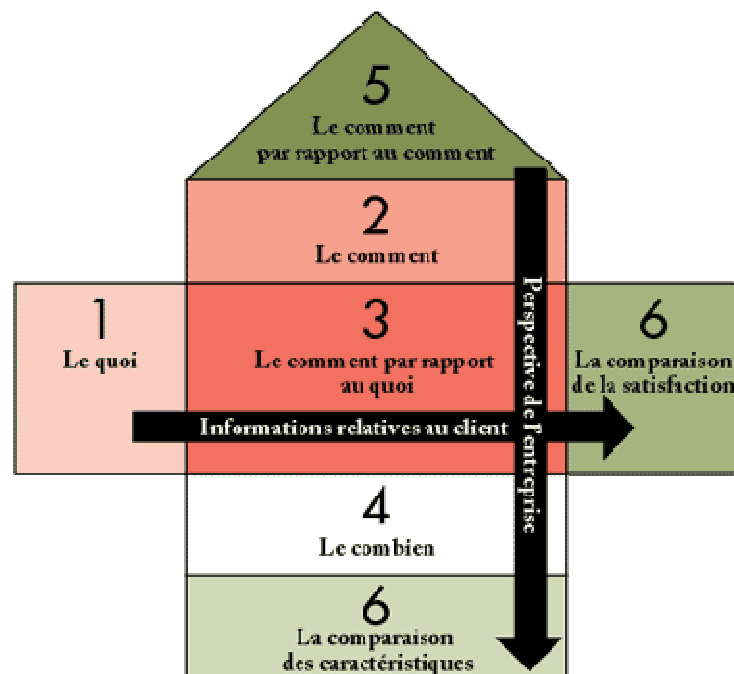 5
Le comment
par rapport au comment
2
Le comment
1
Le quoi
3
Le comment par rapport
au quoi
6
La comparaison
de la satisfaction
Informations relatives au client
Perspective de l'entreprise
4
Le combien
6
La comparaison
des caractéristiques